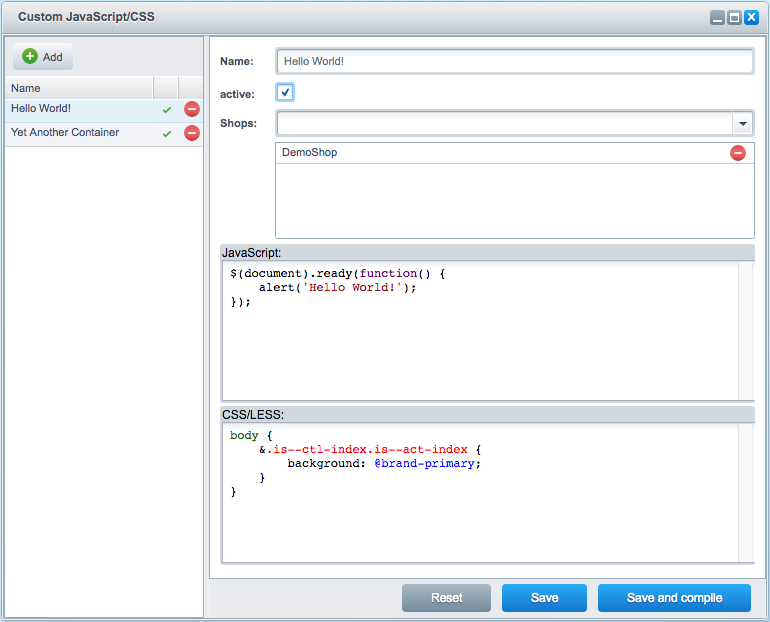 Custom JavaScript/CSS
Add
Name
Hello World!
Yet Another Container
Name: Hello World!
active:
Shops:
DemoShop
JavaScript:
$(document).ready(function() {
    alert('Hello World!');
});
CSS/LESS:
body {
    &.is--ctl-index.is--act-index {
        background: @brand-primary;
    }
}
Reset Save Save and compile